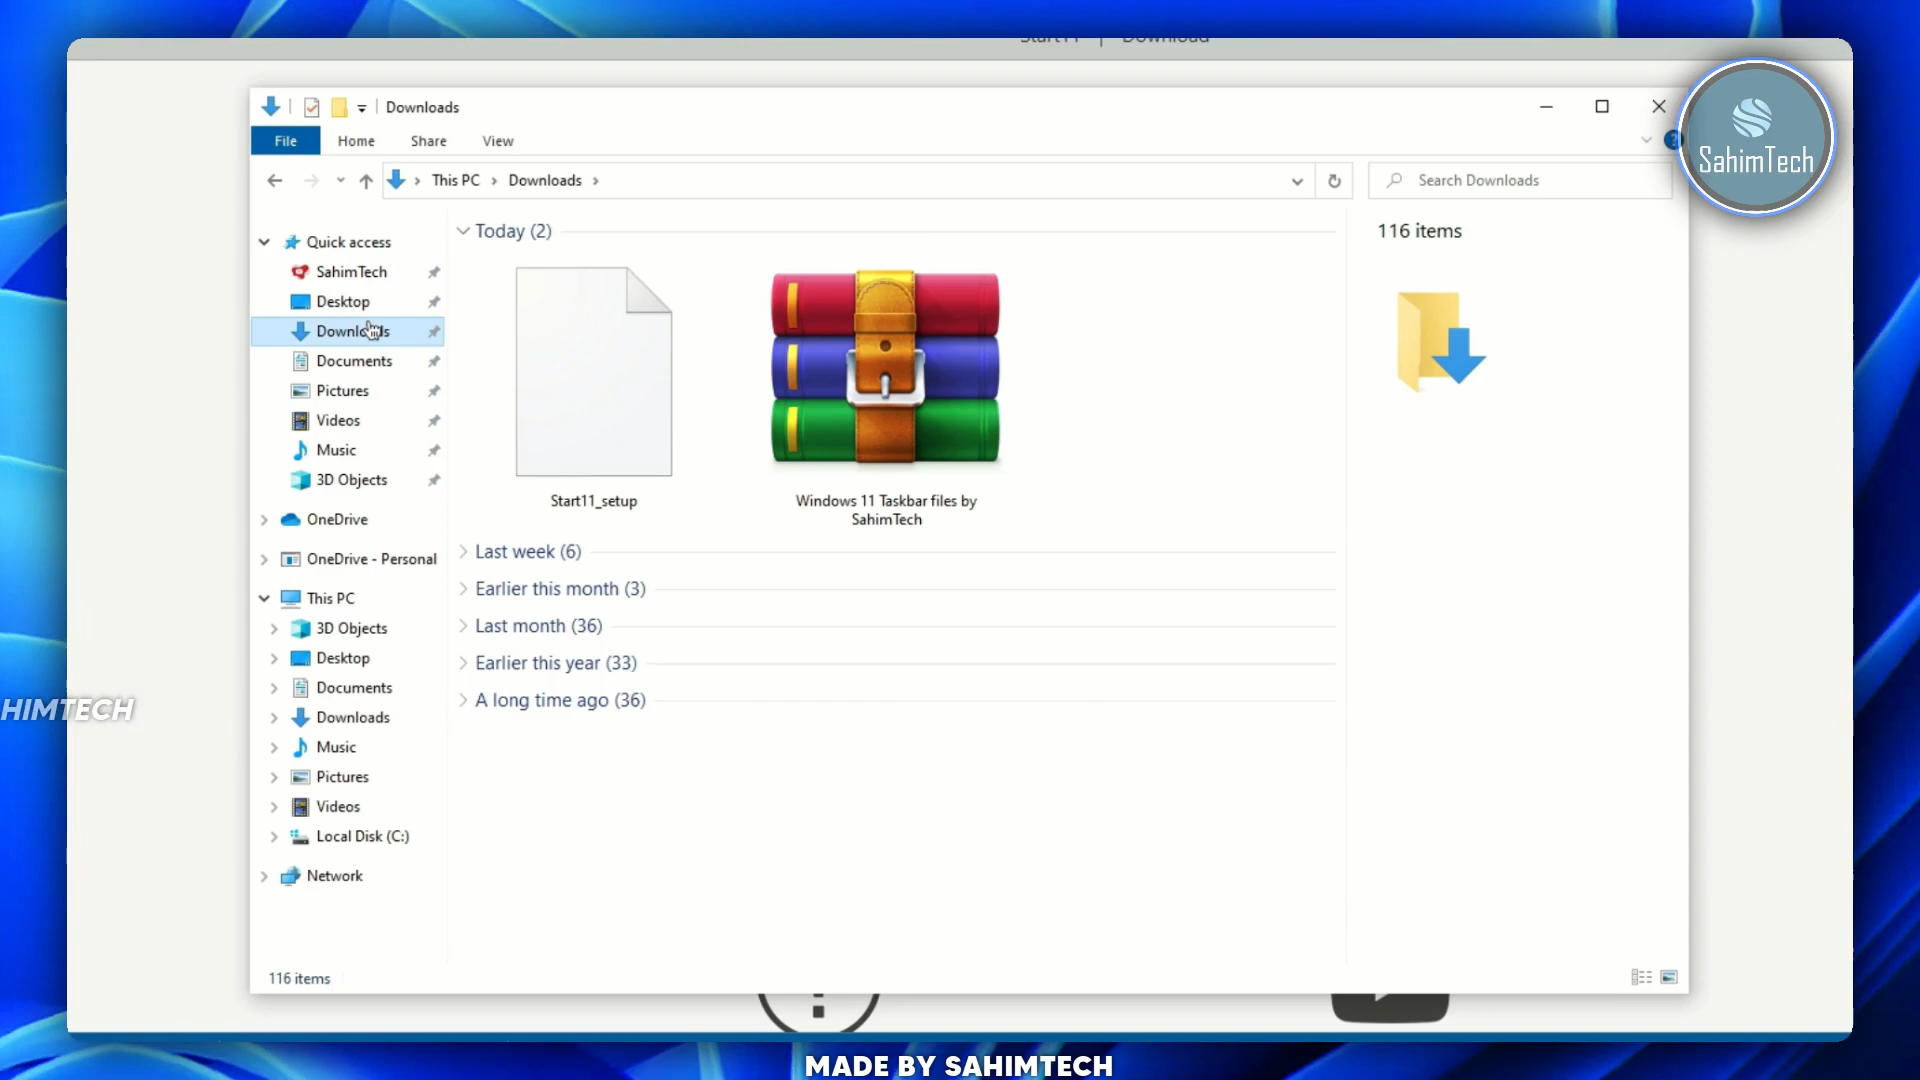 Start11 | Download
Downloads
File Home Share View
This PC Downloads
Search Downloads
SahimTech
Quick access
SahimTech
Desktop
Downloads
Documents
Pictures
Videos
Music
3D Objects
OneDrive
OneDrive - Personal
This PC
3D Objects
Desktop
Documents
Downloads
Music
Pictures
Videos
Local Disk (C:)
Network
Today (2)
Start11_setup
Windows 11 Taskbar files by
SahimTech
Last week (6)
Earlier this month (3)
Last month (36)
Earlier this year (33)
A long time ago (36)
116 items
116 items
HIMTECH
MADE BY SAHIMTECH